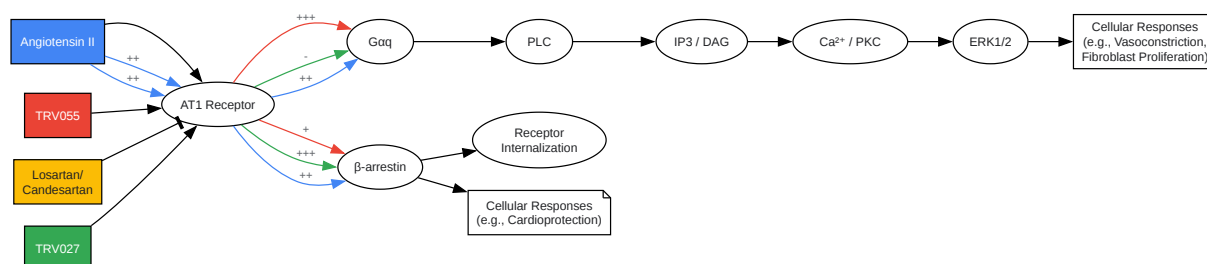 Angiotensin II
TRV055
Losartan/
Candesartan
TRV027
++
++
AT1 Receptor
+++
-
++
+
+++
++
Gαq
PLC
IP3 / DAG
Ca²⁺ / PKC
ERK1/2
Cellular Responses
(e.g., Vasoconstriction,
Fibroblast Proliferation)
β-arrestin
Receptor
Internalization
Cellular Responses
(e.g., Cardioprotection)